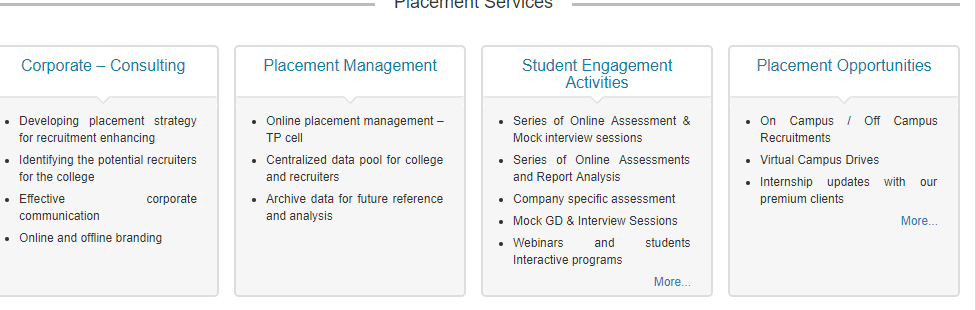 Placement Services
Corporate – Consulting
Developing placement strategy
for recruitment enhancing
Identifying the potential recruiters
for the college
Effective corporate
communication
Online and offline branding
Placement Management
Online placement management –
TP cell
Centralized data pool for college
and recruiters
Archive data for future reference
and analysis
Student Engagement
Activities
Series of Online Assessment &
Mock interview sessions
Series of Online Assessments
and Report Analysis
Company specific assessment
Mock GD & Interview Sessions
Webinars and students
Interactive programs
More...
Placement Opportunities
On Campus / Off Campus
Recruitments
Virtual Campus Drives
Internship updates with our
premium clients
More...